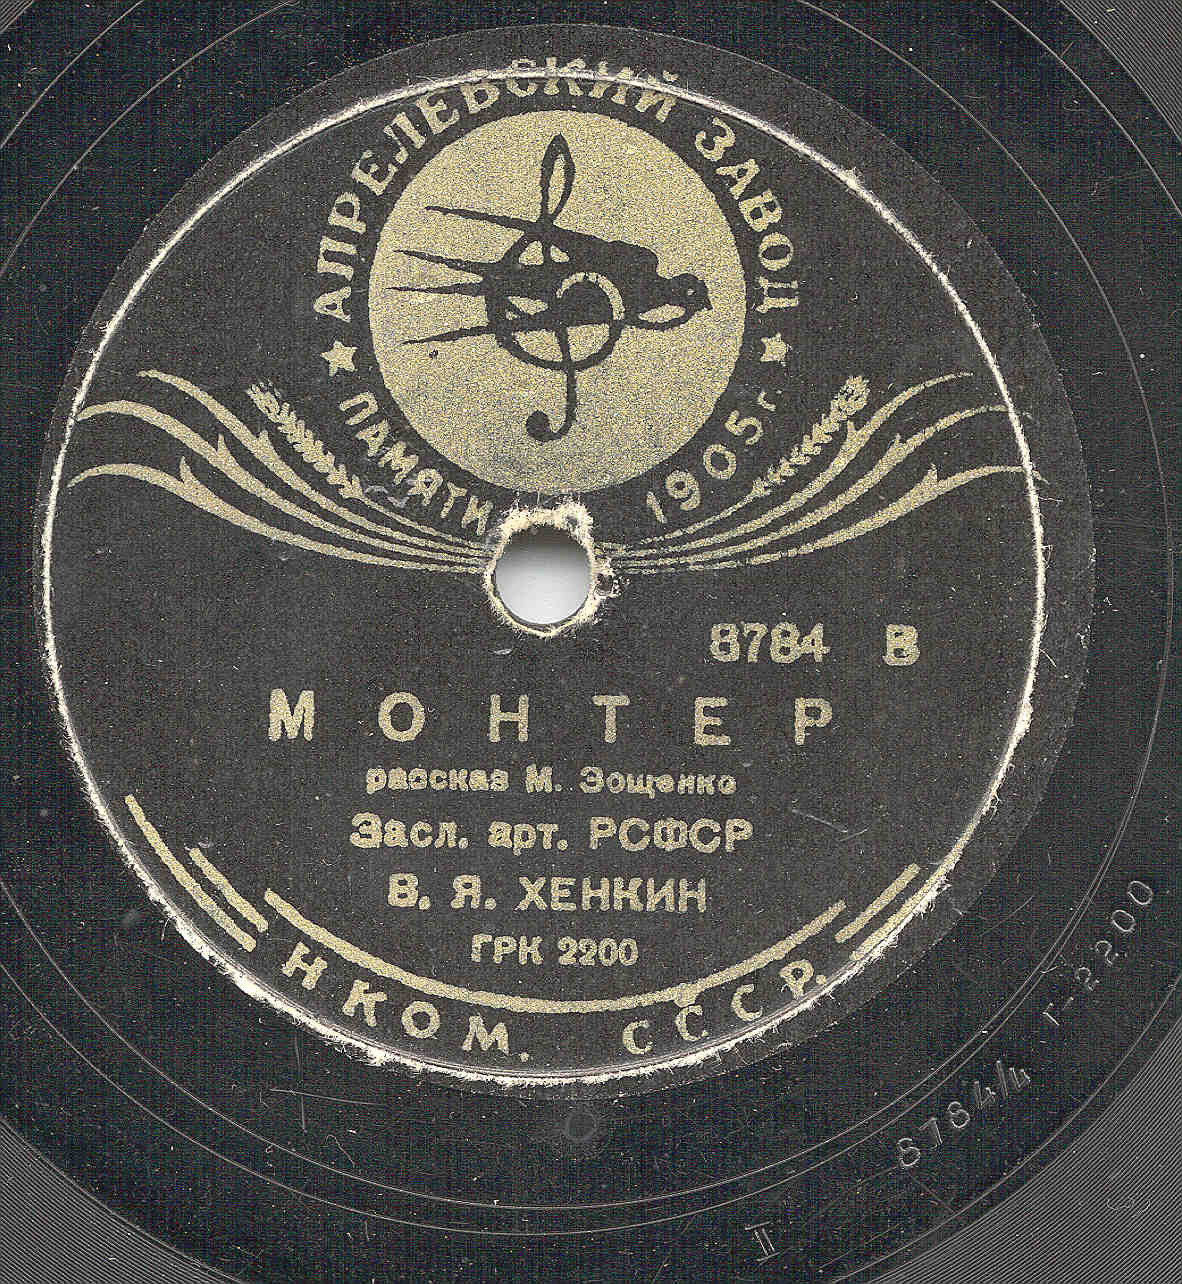 АПРЕЛЕВСКИЙ ЗАВОД
ПАМЯТИ 1905 г.
8784 В
МОНТЕР
рассказ М. Зощенко
Засл. арт. РСФСР
В. Я. ХЕНКИН
ГРК 2200
НКОМ. СССР.
г-2200
8784/4
II